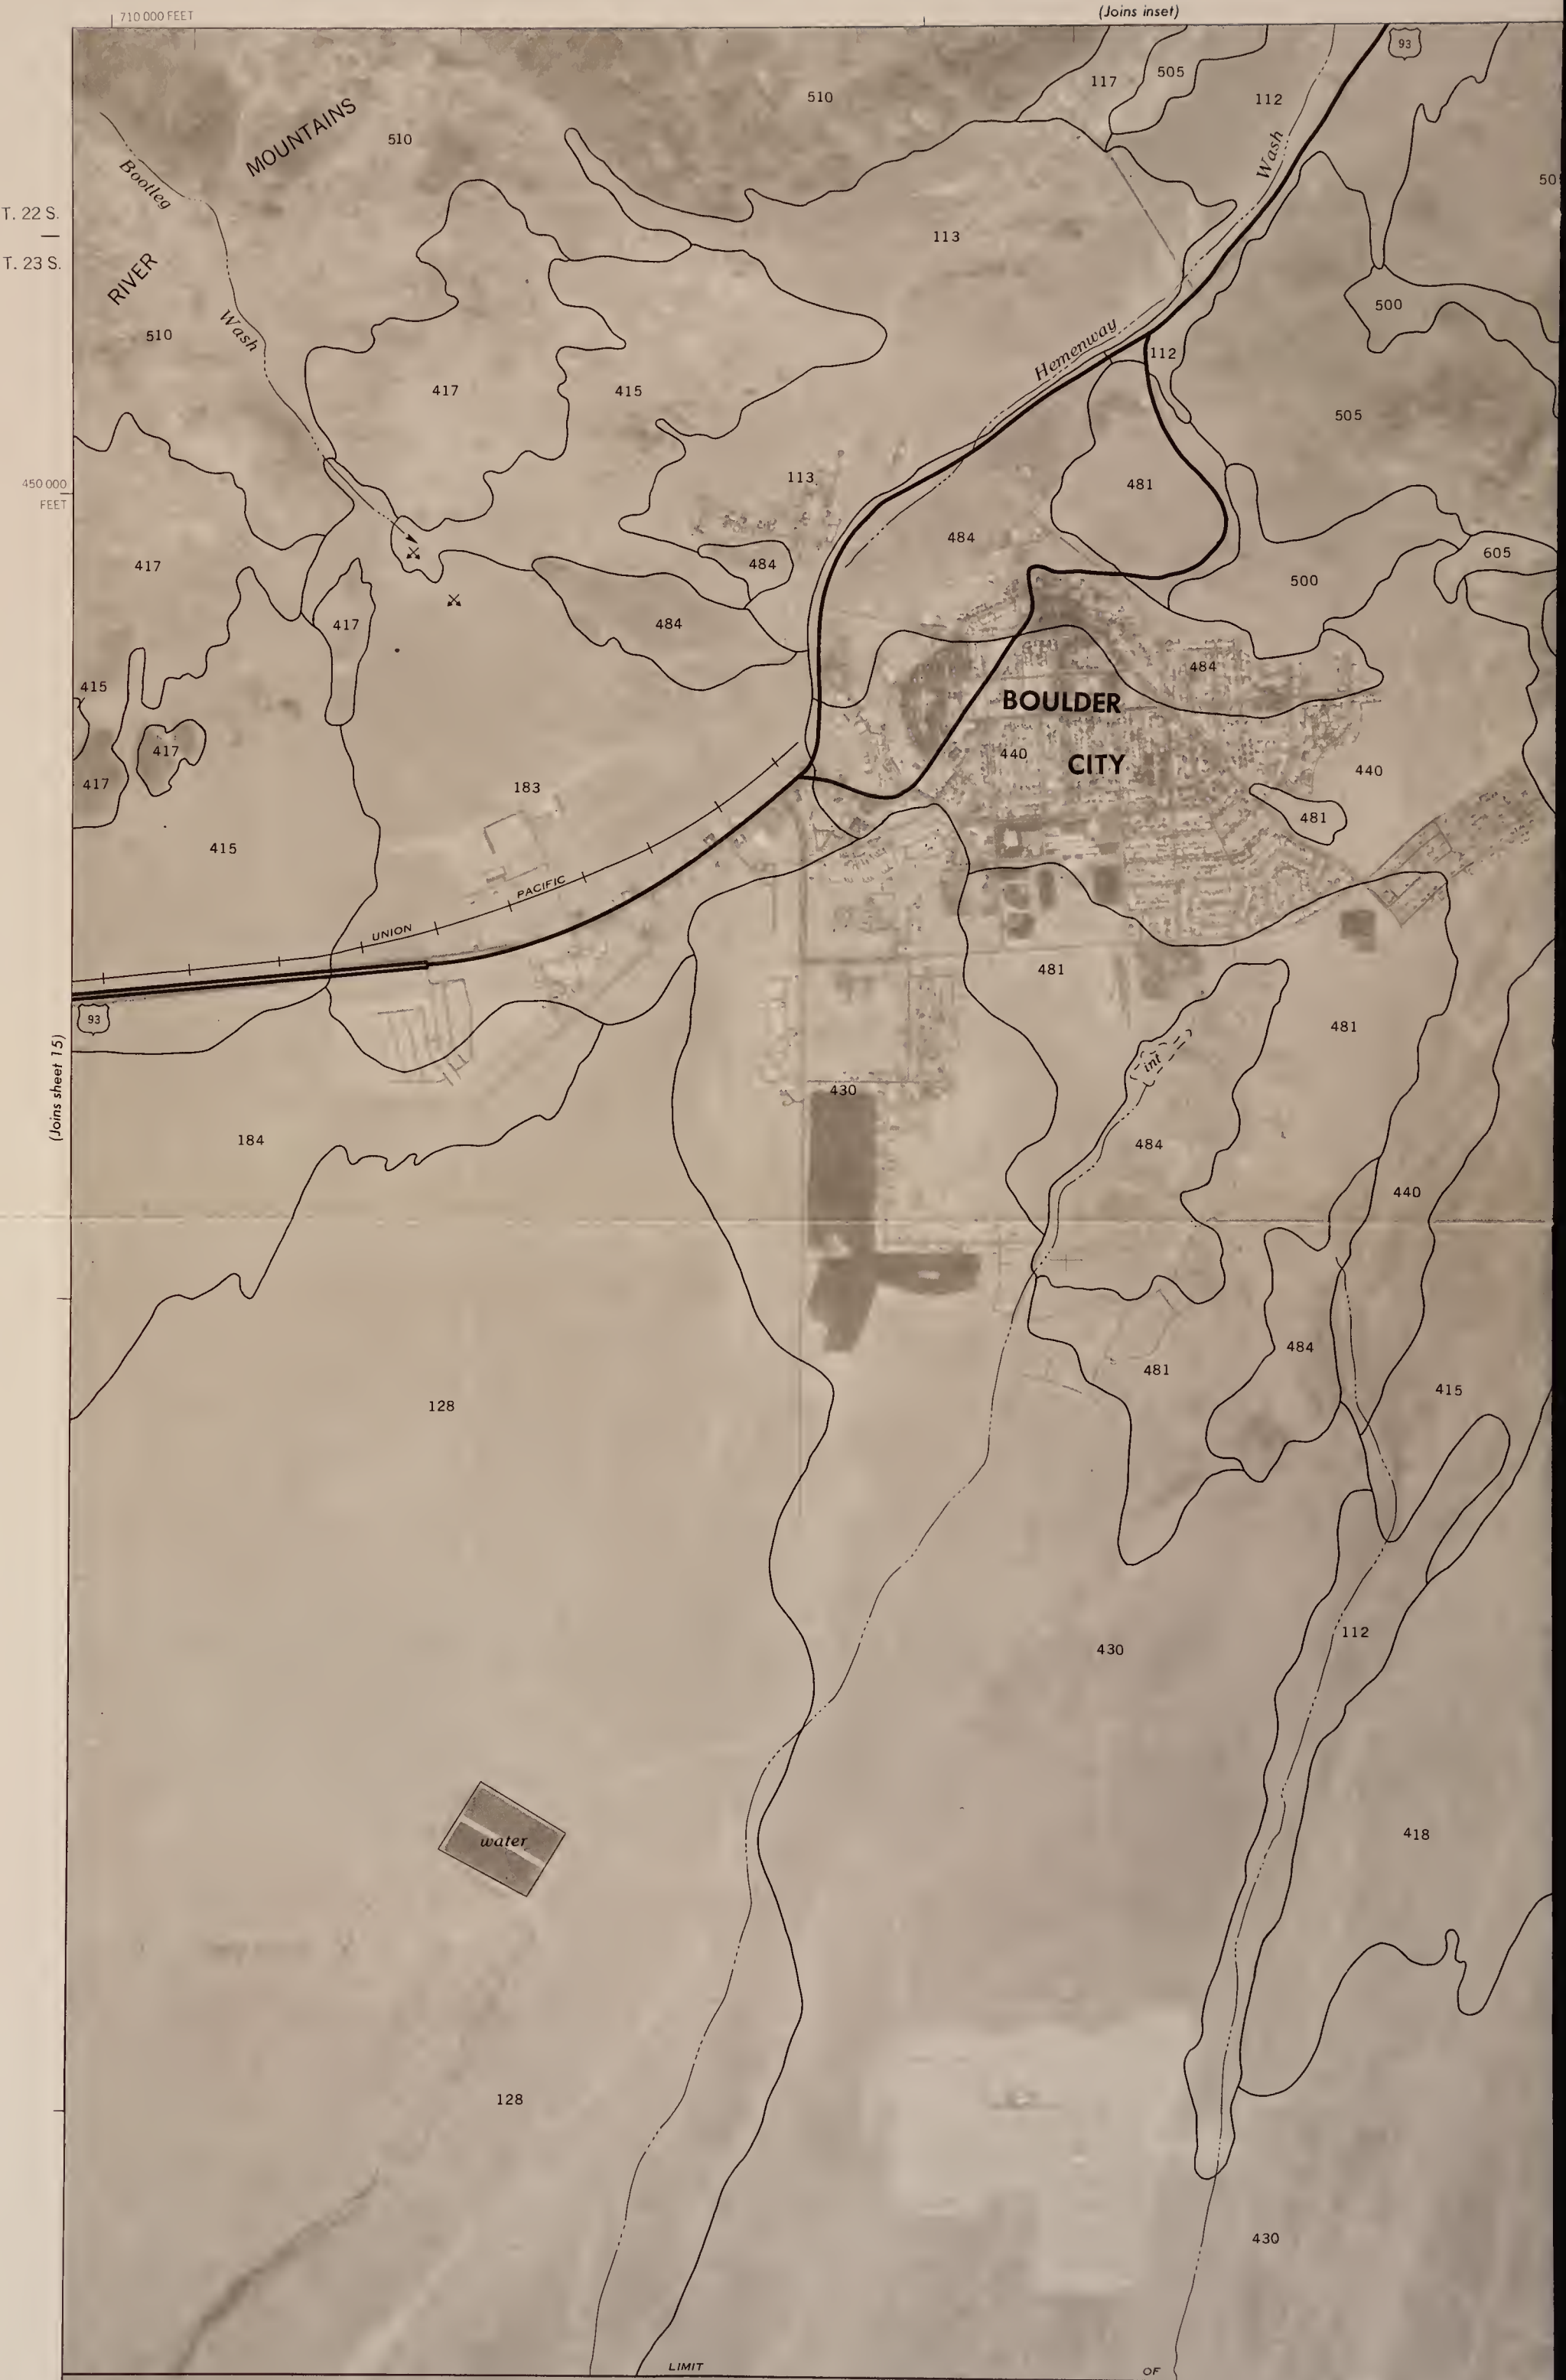 710 000 FEET
(Joins inset)
93
117
505
112
510
MOUNTAINS
510
Bootleg
Wash
T. 22 S.
T. 23 S.
113
RIVER
500
510
Wash
Hemenway
112
417
415
505
450 000
FEET
113
481
484
605
417
484
500
417
484
484
415
BOULDER
417
440
CITY
440
417
183
481
415
PACIFIC
UNION
481
93
481
(Joins sheet 15)
int
430
184
484
440
484
481
415
128
112
430
418
water
128
430
LIMIT
OF